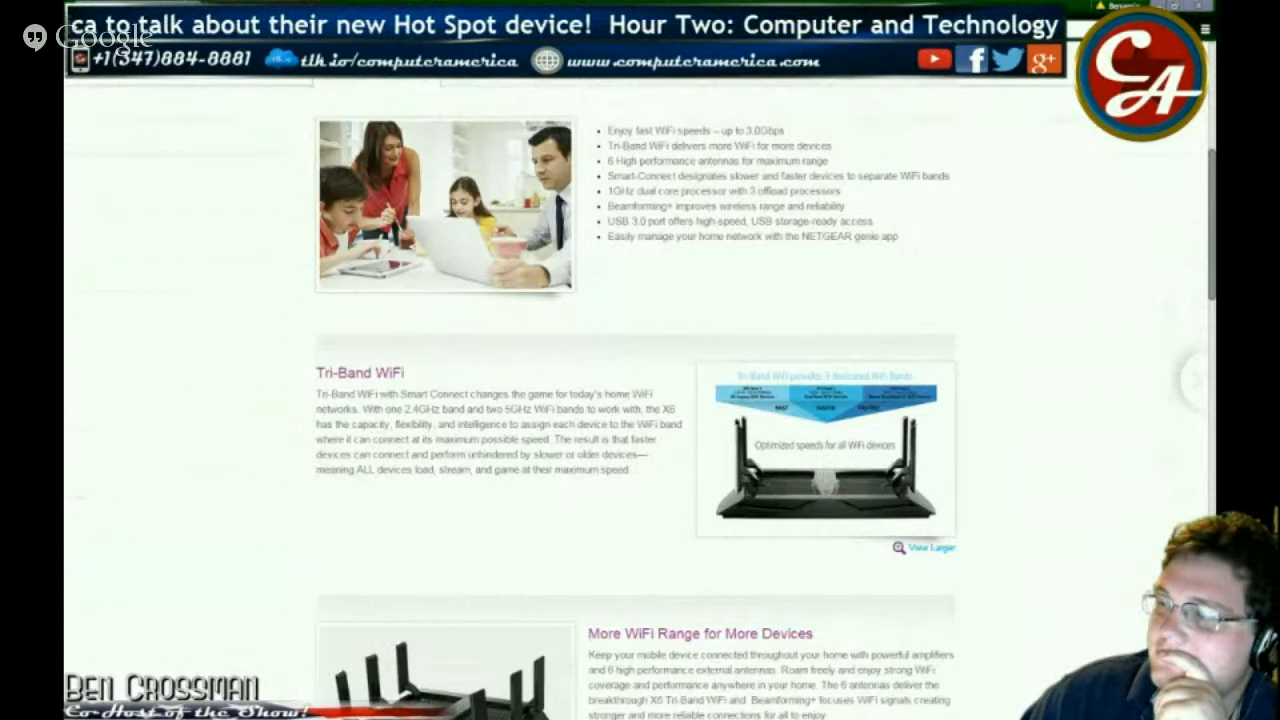 ca to talk about their new Hot Spot device! Hour Two: Computer and Technology
Google
+1(347)884-8881 tlk.io/computeramerica www.computeramerica.com
CA
Enjoy fast WiFi speeds – up to 3.0Gbps
Tri-Band WiFi delivers more WiFi for more devices
6 High performance antennas for maximum range
Smart-Connect designates slower and faster devices to separate WiFi bands
1GHz dual core processor with 3 offload processors
Beamforming+ improves wireless range and reliability
USB 3.0 port offers high-speed, USB storage-ready access
Easily manage your home network with the NETGEAR genie app
Tri-Band WiFi
Tri-Band WiFi with Smart Connect changes the game for today's home WiFi
networks. With one 2.4GHz band and two 5GHz WiFi bands to work with, the X6
has the capacity, flexibility, and intelligence to assign each device to the WiFi band
where it can connect at its maximum possible speed. The result is that faster
devices can connect and perform unhindered by slower or older devices—
meaning ALL devices load, stream, and game at their maximum speed.
Tri-Band WiFi provides 3 dedicated WiFi Bands
FAST FASTER
Optimized speeds for all WiFi devices
View Larger
More WiFi Range for More Devices
Keep your mobile device connected throughout your home with powerful amplifiers
and 6 high performance external antennas. Roam freely and enjoy strong WiFi
coverage and performance anywhere in your home. The 6 antennas deliver the
breakthrough X6 Tri-Band WiFi and. Beamforming+ focuses WiFi signals creating
stronger and more reliable connections for all to enjoy
Ben Crossman
Co-Host of the Show!